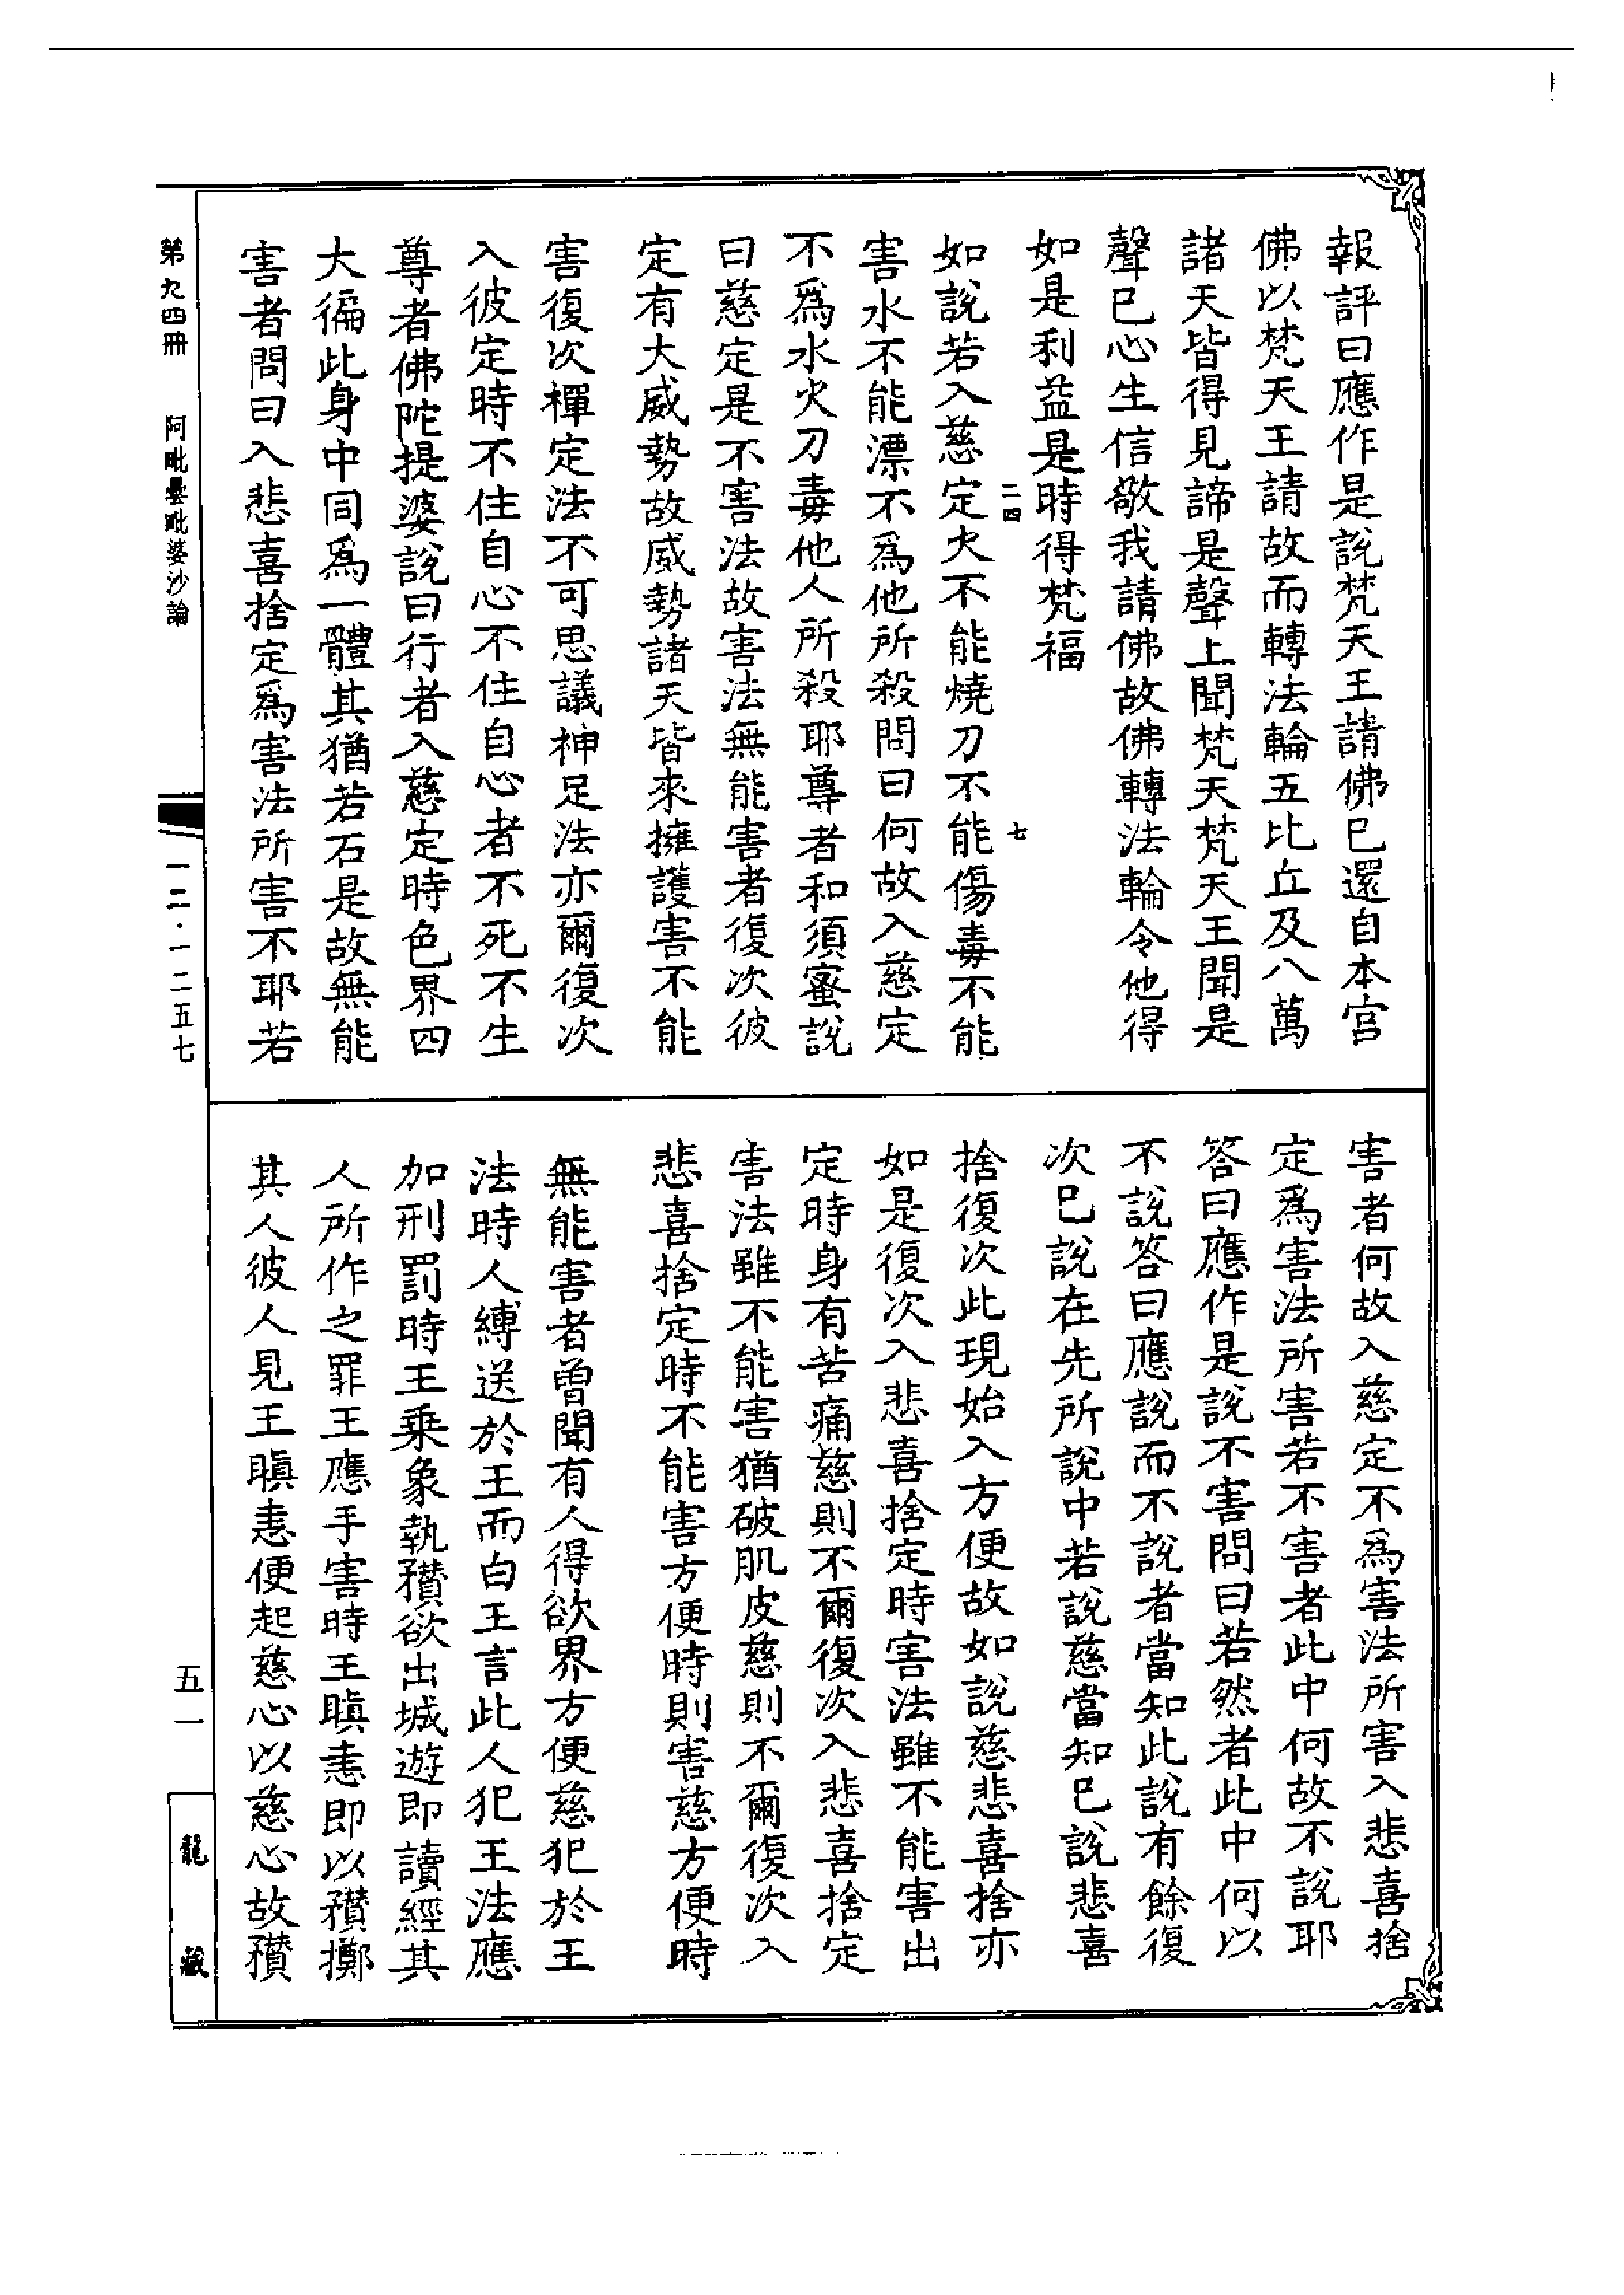 報評曰應作是說梵天王請佛已還自本宮
佛以梵天王請故而轉法輪五比丘及八萬
諸天皆得見諦是聲上聞梵天梵天王聞是
聲已心生信敬我請佛故佛轉法輪令他得
如是利益是時得梵福
二四 七
如說若入慈定火不能燒刀不能傷毒不能
害水不能漂不爲他所殺問曰何故入慈定
不爲水火刀毒他人所殺耶尊者和須蜜說
曰慈定是不害法故害法無能害者復次彼
定有大威勢故威勢諸天皆來擁護害不能
害復次禪定法不可思議神足法亦爾復次
入彼定時不住自心不住自心者不死不生
尊者佛陀提婆說曰行者入慈定時色界四
大徧此身中同爲一體其猶若石是故無能
害者問曰入悲喜捨定爲害法所害不耶若
害者何故入慈定不爲害法所害入悲喜捨
定爲害法所害若不害者此中何故不說耶
答曰應作是說不害問曰若然者此中何以
不說答曰應說而不說者當知此說有餘復
次已說在先所說中若說慈當知已說悲喜
捨復次此現始入方便故如說慈悲喜捨亦
如是復次入悲喜捨定時害法雖不能害出
定時身有苦痛慈則不爾復次入悲喜捨定
害法雖不能害猶破肌皮慈則不爾復次入
悲喜捨定時不能害方便時則害慈方便時
無能害者曾聞有人得欲界方便慈犯於王
法時人縛送於王而白王言此人犯王法應
加刑罰時王乘象執䂎欲出城遊即讀經其
人所作之罪王應手害時王瞋恚即以䂎擲
其人彼人見王瞋恚便起慈心以慈心故䂎
第九四冊 阿毗曇毗婆沙論
一二·一二五七
五一
龍藏